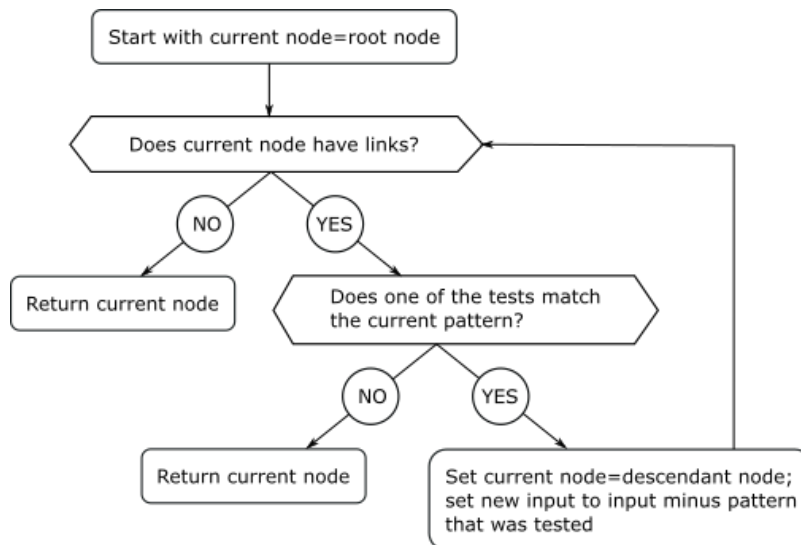 Start with current node=root node
Does current node have links?
NO
YES
Return current node
Does one of the tests match
the current pattern?
NO
YES
Return current node
Set current node=descendant node;
set new input to input minus pattern
that was tested